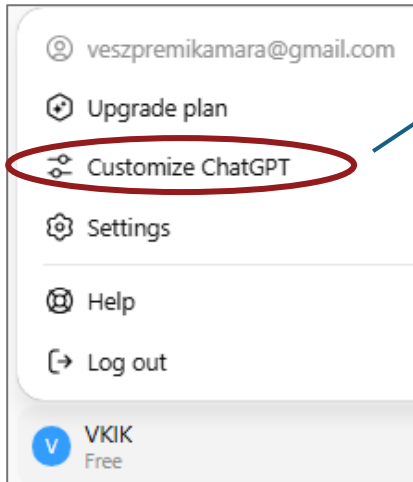 veszpremikamara@gmail.com
Upgrade plan
Customize ChatGPT
Settings
Help
Log out
V
VKIK
Free